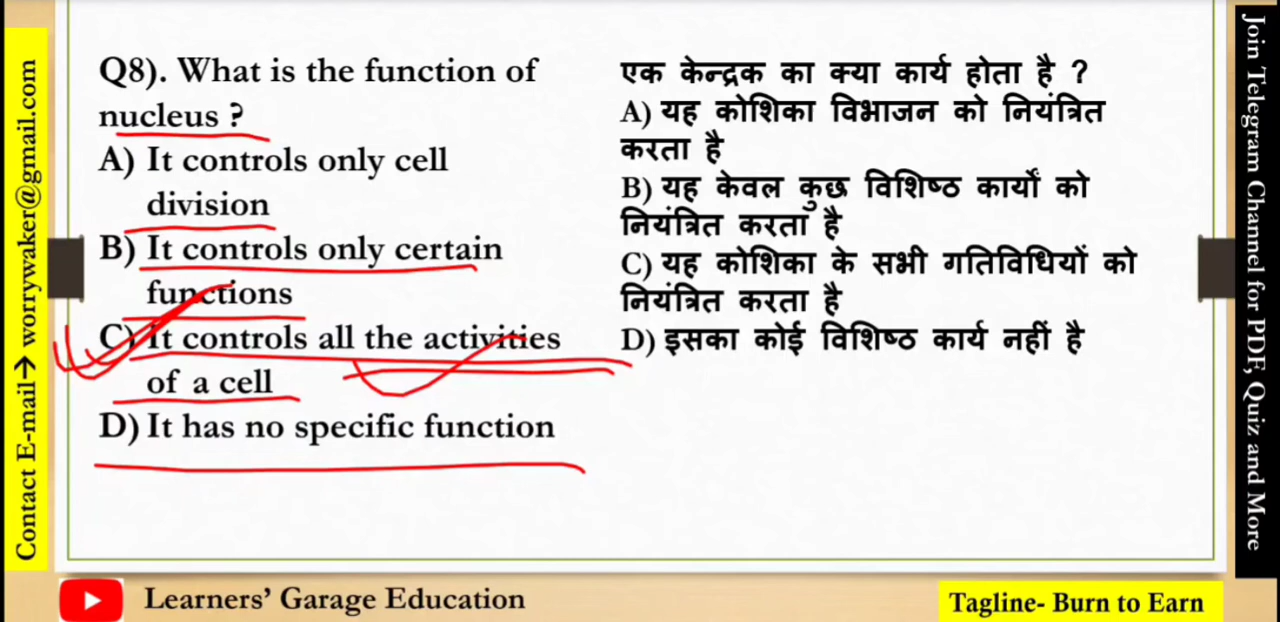 Q8). What is the function of
nucleus ?
A) It controls only cell
division
B) It controls only certain
functions
C) It controls all the activities
of a cell
D) It has no specific function
एक केन्द्रक का क्या कार्य होता है ?
A) यह कोशिका विभाजन को नियंत्रित
करता है
B) यह केवल कुछ विशिष्ठ कार्यों को
नियंत्रित करता है
C) यह कोशिका के सभी गतिविधियों को
नियंत्रित करता है
D) इसका कोई विशिष्ठ कार्य नहीं है
Contact E-mail→ worrywaker@gmail.com
Join Telegram Channel for PDF, Quiz and More
Learners’ Garage Education
Tagline- Burn to Earn